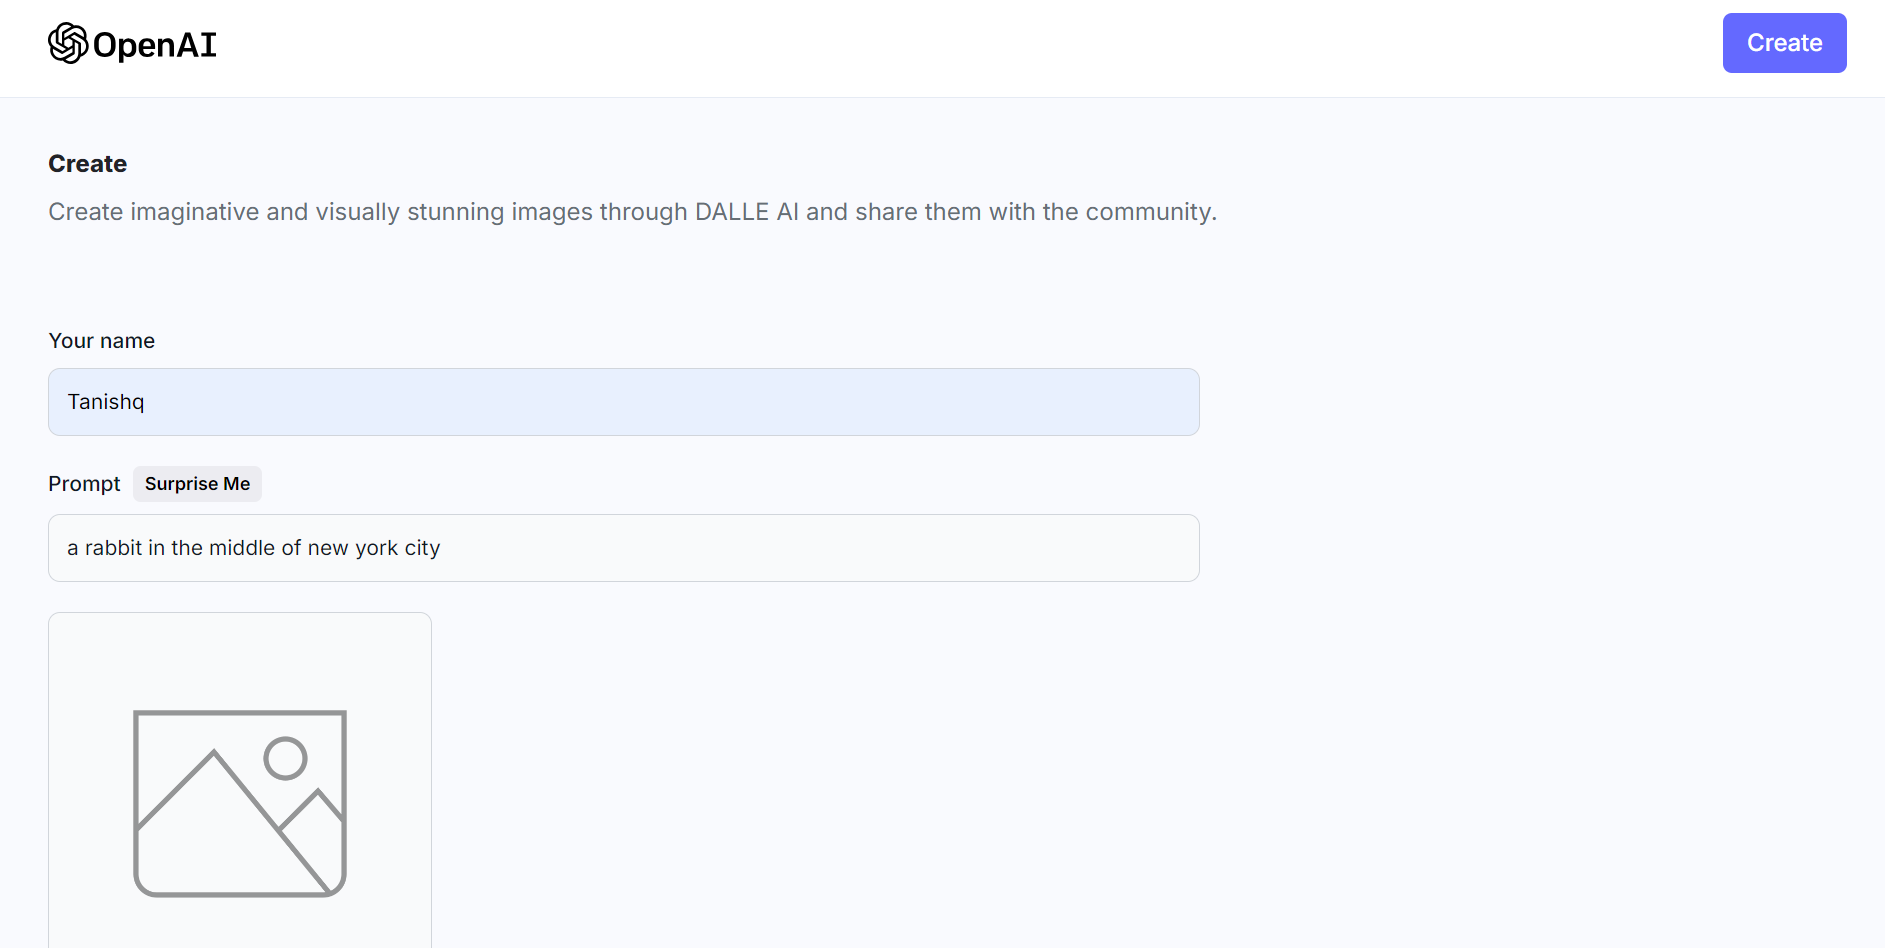 OpenAI
Create
Create
Create imaginative and visually stunning images through DALLE AI and share them with the community.
Your name
Tanishq
Prompt Surprise Me
a rabbit in the middle of new york city